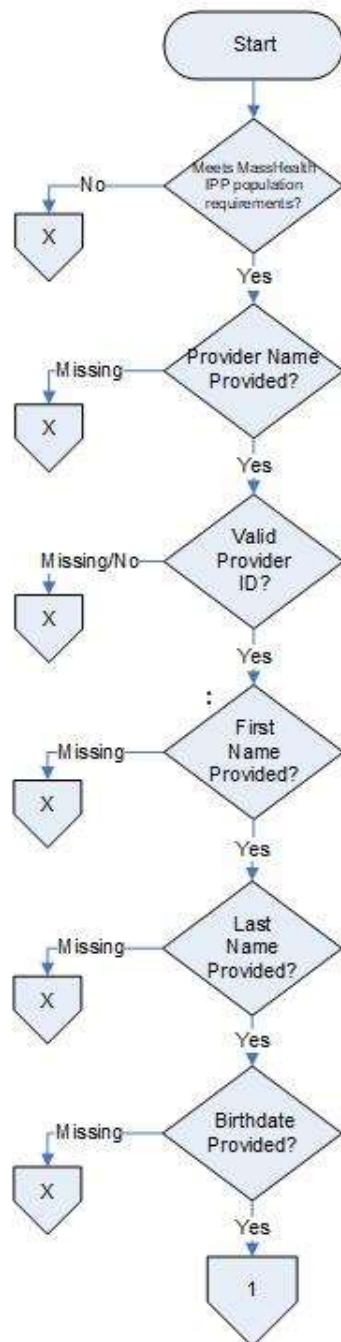 Start
Meets MassHealth
IPP population
requirements?
No
X
Yes
Provider Name
Provided?
Missing
X
Yes
Valid
Provider
ID?
Missing/No
X
Yes
:
First
Name
Provided?
Missing
X
Yes
Last
Name
Provided?
Missing
X
Yes
Birthdate
Provided?
Missing
X
Yes
1